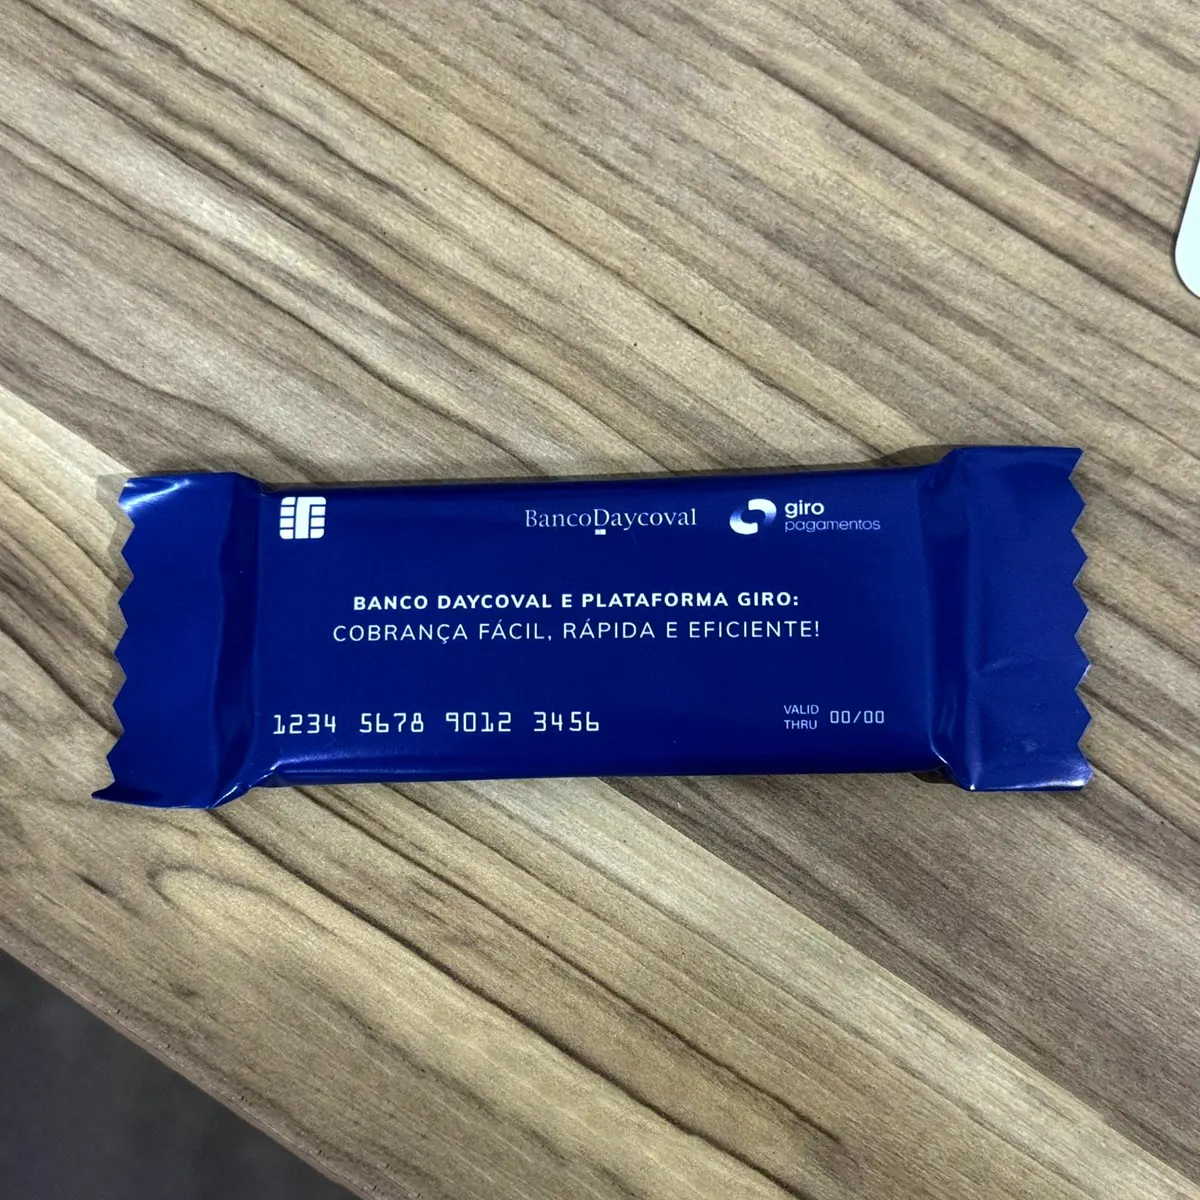 BancoDaycoval
giro
pagamentos
BANCO DAYCOVAL E PLATAFORMA GIRO:
COBRANÇA FÁCIL, RÁPIDA E EFICIENTE!
1234 5678 9012 3456
VALID
THRU 00/00